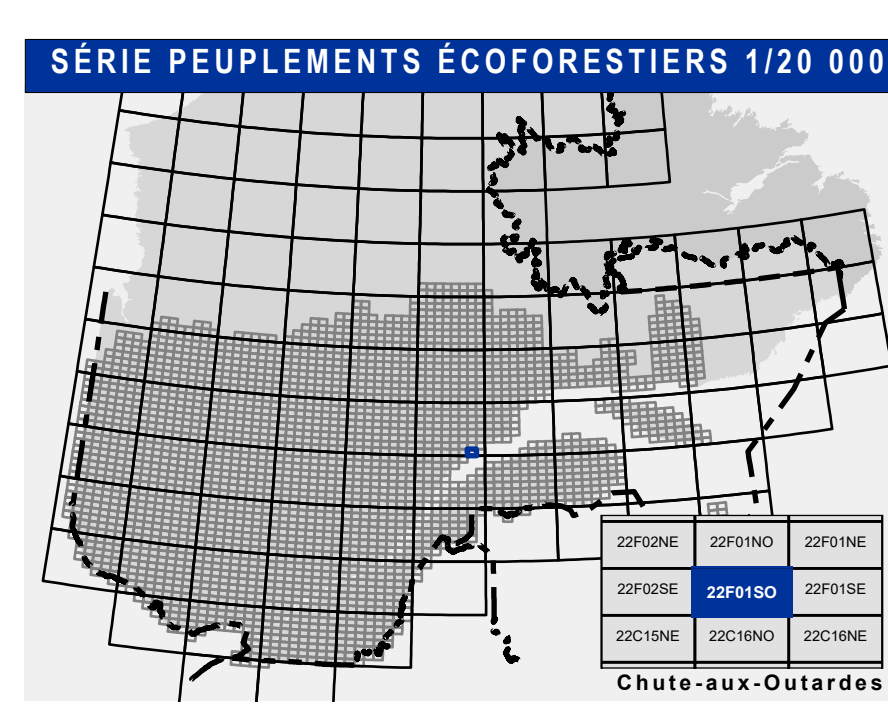 SÉRIE PEUPLEMENTS ÉCOFORESTIERS 1/20 000
22F02NE 22F01NO 22F01NE
22F02SE 22F01SO 22F01SE
22C15NE 22C16NO 22C16NE
Chute-aux-Outardes